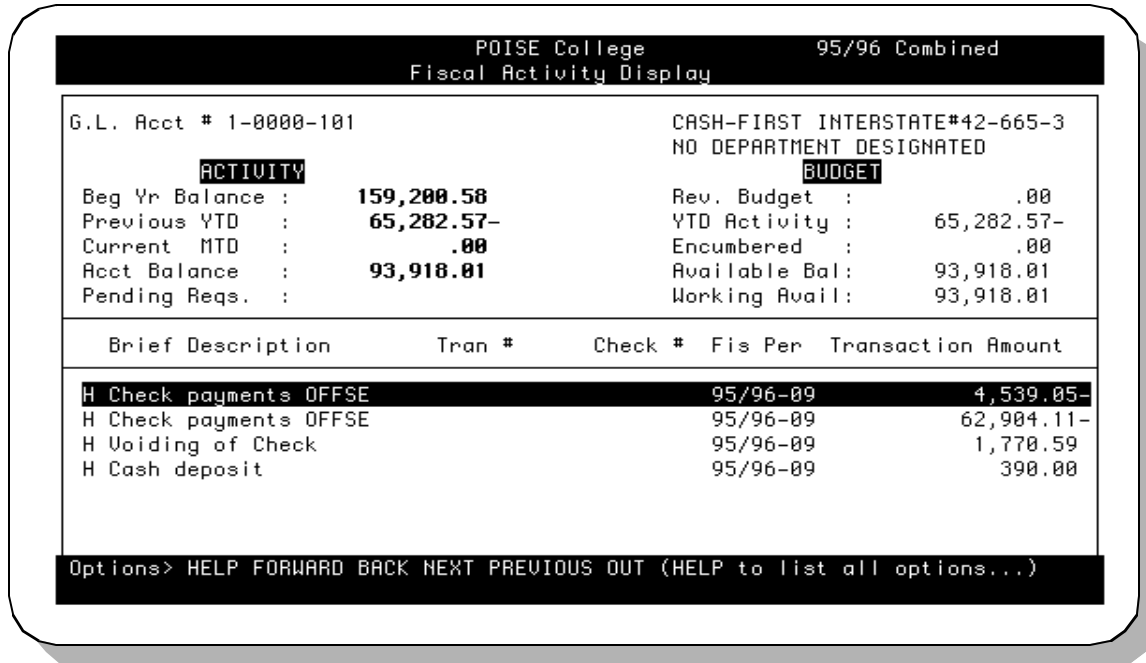 POISE College 95/96 Combined
Fiscal Activity Display
G.L. Acct # 1-0000-101 CASH-FIRST INTERSTATE#42-665-3
NO DEPARTMENT DESIGNATED
ACTIVITY BUDGET
Beg Yr Balance : 159,200.58 Rev. Budget : .00
Previous YTD : 65,282.57- YTD Activity : 65,282.57-
Current MTD : .00 Encumbered : .00
Acct Balance : 93,918.01 Available Bal: 93,918.01
Pending Reqs. : Working Avail: 93,918.01
Brief Description Tran # Check # Fis Per Transaction Amount
H Check payments OFFSE 95/96-09 4,539.05-
H Check payments OFFSE 95/96-09 62,904.11-
H Voiding of Check 95/96-09 1,770.59
H Cash deposit 95/96-09 390.00
Options> HELP FORWARD BACK NEXT PREVIOUS OUT (HELP to list all options...)